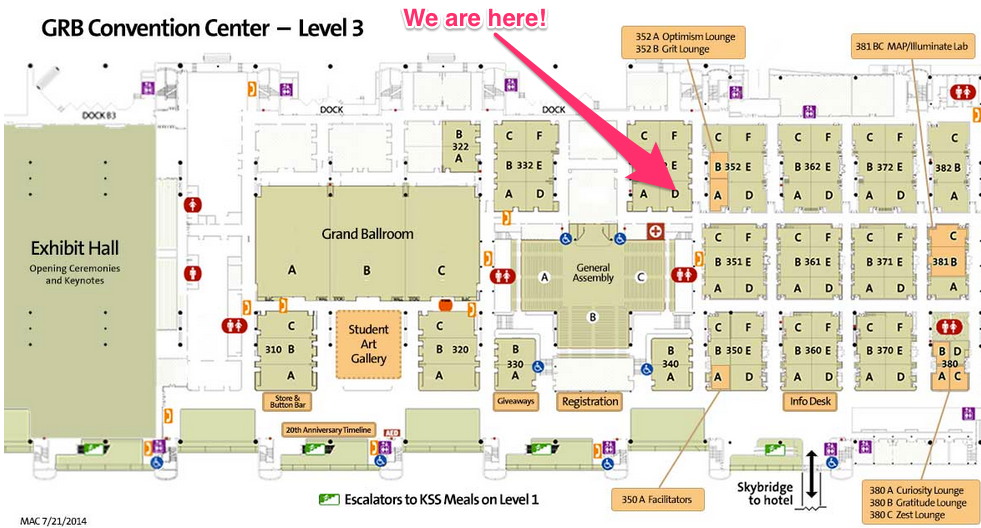 We are here!
GRB Convention Center – Level 3
352 A Optimism Lounge
352 B Grit Lounge
381 BC MAP/Illuminate Lab
DOCK B3
DOCK
DOCK
B
322
A
C F
B 332 E
A D
C F
E
A D
C F
B 352 E
A D
C F
B 362 E
A D
C F
B 372 E
A D
C
382 B
A
Exhibit Hall
Opening Ceremonies
and Keynotes
Grand Ballroom
A B C
General
Assembly
A C
B
C F
B 351 E
A D
C F
B 361 E
A D
C F
B 371 E
A D
C
381 B
A
C
310 B
A
Student
Art
Gallery
C
B 320
A
B
330
A
B
340
A
C F
B 350 E
A D
C F
B 360 E
A D
C F
B 370 E
A D
B D
380
A C
Store &
Button Bar
Giveaways
Registration
Info Desk
20th Anniversary Timeline
AED
Escalators to KSS Meals on Level 1
350 A Facilitators
Skybridge
to hotel
380 A Curiosity Lounge
380 B Gratitude Lounge
380 C Zest Lounge
MAC 7/21/2014